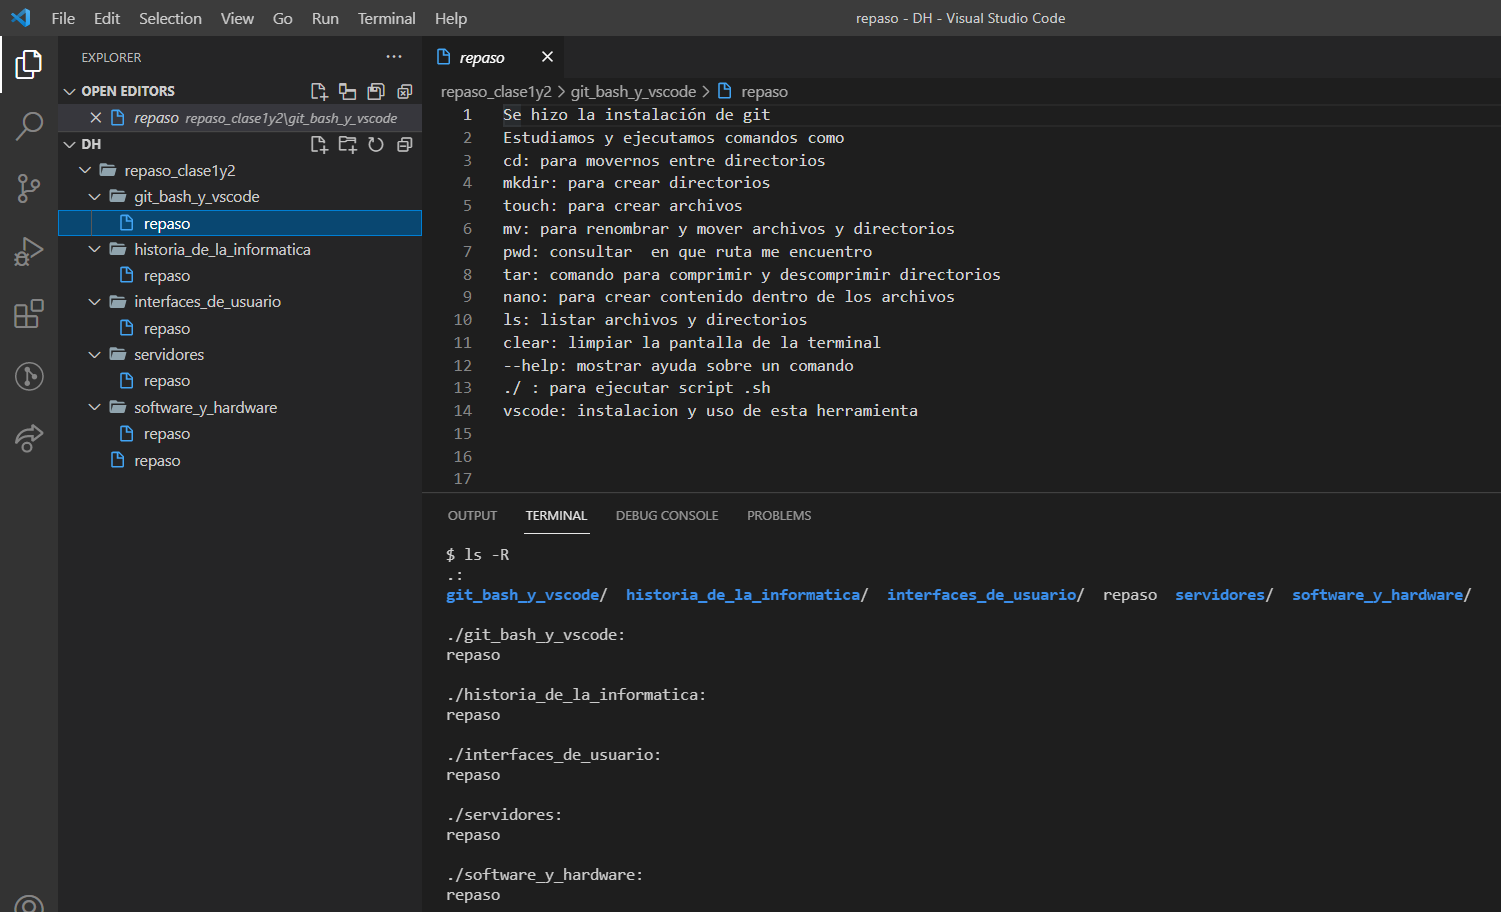 File Edit Selection View Go Run Terminal Help
repaso - DH - Visual Studio Code
EXPLORER
OPEN EDITORS
repaso repaso_clase1y2\git_bash_y_vscode
DH
repaso_clase1y2
git_bash_y_vscode
repaso
historia_de_la_informatica
repaso
interfaces_de_usuario
repaso
servidores
repaso
software_y_hardware
repaso
repaso
repaso
repaso_clase1y2 > git_bash_y_vscode > repaso
1 Se hizo la instalación de git
2 Estudiamos y ejecutamos comandos como
3 cd: para movernos entre directorios
4 mkdir: para crear directorios
5 touch: para crear archivos
6 mv: para renombrar y mover archivos y directorios
7 pwd: consultar  en que ruta me encuentro
8 tar: comando para comprimir y descomprimir directorios
9 nano: para crear contenido dentro de los archivos
10 ls: listar archivos y directorios
11 clear: limpiar la pantalla de la terminal
12 --help: mostrar ayuda sobre un comando
13 ./ : para ejecutar script .sh
14 vscode: instalacion y uso de esta herramienta
15
16
17
OUTPUT TERMINAL DEBUG CONSOLE PROBLEMS
$ ls -R
.:
git_bash_y_vscode/  historia_de_la_informatica/  interfaces_de_usuario/  repaso  servidores/  software_y_hardware/
./git_bash_y_vscode:
repaso
./historia_de_la_informatica:
repaso
./interfaces_de_usuario:
repaso
./servidores:
repaso
./software_y_hardware:
repaso